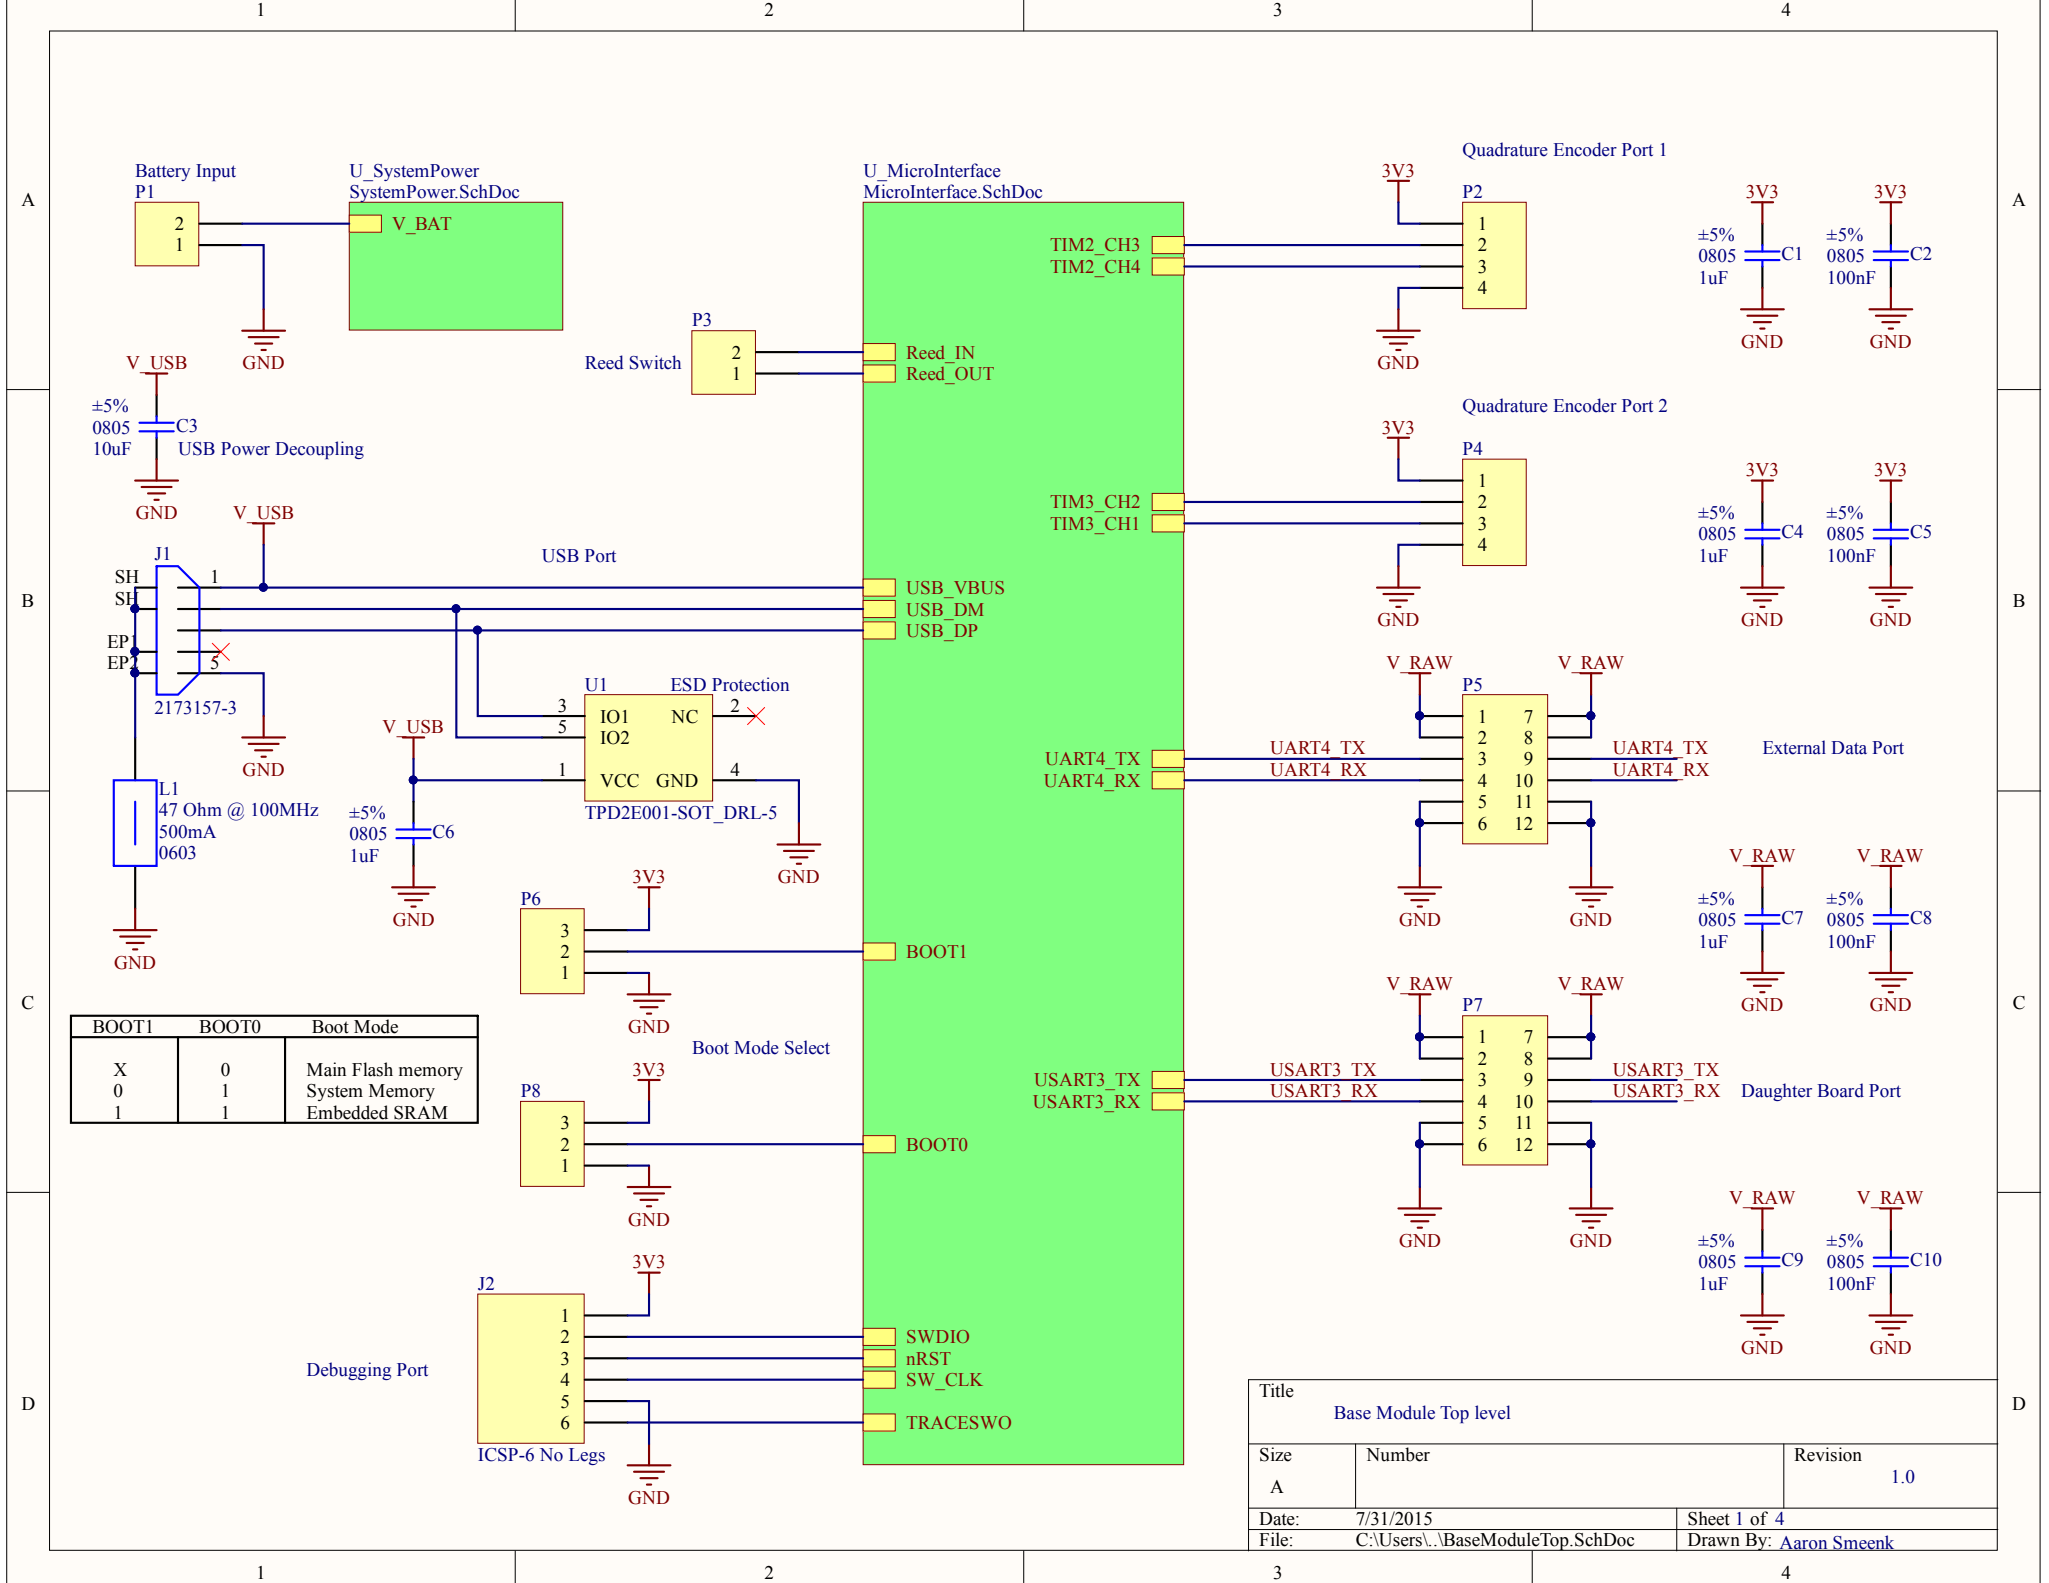 1 2 3 4
A
A
Battery Input
P1
2
1
GND
U_SystemPower
SystemPower.SchDoc
V_BAT
U_MicroInterface
MicroInterface.SchDoc
TIM2_CH3
TIM2_CH4
Quadrature Encoder Port 1
3V3
P2
1
2
3
4
GND
3V3
±5%
0805
1uF
C1
GND
3V3
±5%
0805
100nF
C2
GND
P3
Reed Switch
2
1
Reed_IN
Reed_OUT
V_USB
±5%
0805
10uF
C3
USB Power Decoupling
GND
Quadrature Encoder Port 2
3V3
P4
1
2
3
4
GND
TIM3_CH2
TIM3_CH1
3V3
±5%
0805
1uF
C4
GND
3V3
±5%
0805
100nF
C5
GND
B
B
V_USB
USB Port
J1
SH
SH
EP1
EP2
1
5
2173157-3
GND
USB_VBUS
USB_DM
USB_DP
L1
47 Ohm @ 100MHz
500mA
0603
GND
U1
ESD Protection
3
5
1
IO1
IO2
VCC
NC
GND
2
4
TPD2E001-SOT_DRL-5
GND
V_USB
±5%
0805
1uF
C6
GND
V_RAW
V_RAW
P5
UART4_TX
UART4_RX
UART4_TX
UART4_RX
1 7
2 8
3 9
4 10
5 11
6 12
UART4_TX
UART4_RX
External Data Port
GND
GND
V_RAW
±5%
0805
1uF
C7
GND
V_RAW
±5%
0805
100nF
C8
GND
C
C
P6
3V3
3
2
1
GND
BOOT1
Boot Mode Select
BOOT1 BOOT0 Boot Mode
X 0 Main Flash memory
0 1 System Memory
1 1 Embedded SRAM
P8
3V3
3
2
1
GND
BOOT0
V_RAW
V_RAW
P7
USART3_TX
USART3_RX
USART3_TX
USART3_RX
1 7
2 8
3 9
4 10
5 11
6 12
USART3_TX
USART3_RX
Daughter Board Port
GND
GND
V_RAW
±5%
0805
1uF
C9
GND
V_RAW
±5%
0805
100nF
C10
GND
D
D
J2
3V3
Debugging Port
1
2
3
4
5
6
ICSP-6 No Legs
GND
SWDIO
nRST
SW_CLK
TRACESWO
Title
Base Module Top level
Size
A
Number
Revision
1.0
Date: 7/31/2015
Sheet 1 of 4
File: C:\Users\..\BaseModuleTop.SchDoc
Drawn By: Aaron Smeenk
1 2 3 4